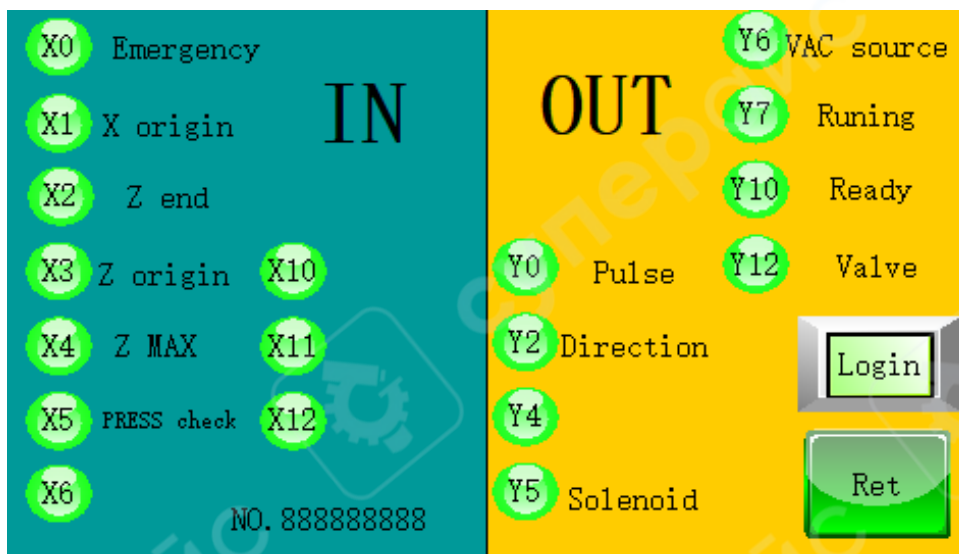 X0 Emergency
X1 X origin
IN
X2 Z end
X3 Z origin X10
X4 Z MAX X11
X5 PRESS check X12
X6
NO.888888888
OUT
Y6 VAC source
Y7 Runing
Y10 Ready
Y0 Pulse
Y12 Valve
Y2 Direction
Login
Y4
Y5 Solenoid
Ret